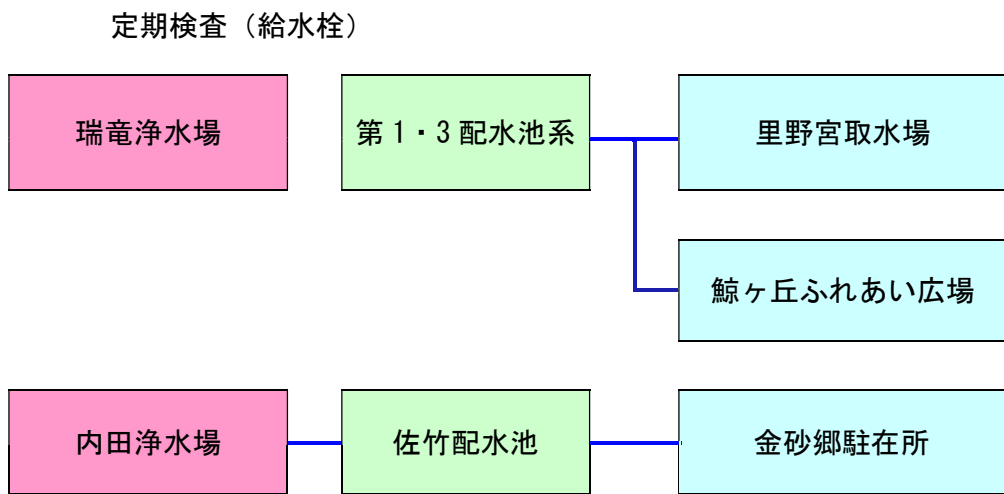 定期検査（給水栓）
瑞竜浄水場
第１・３配水池系
里野宮取水場
鯨ヶ丘ふれあい広場
内田浄水場
佐竹配水池
金砂郷駐在所